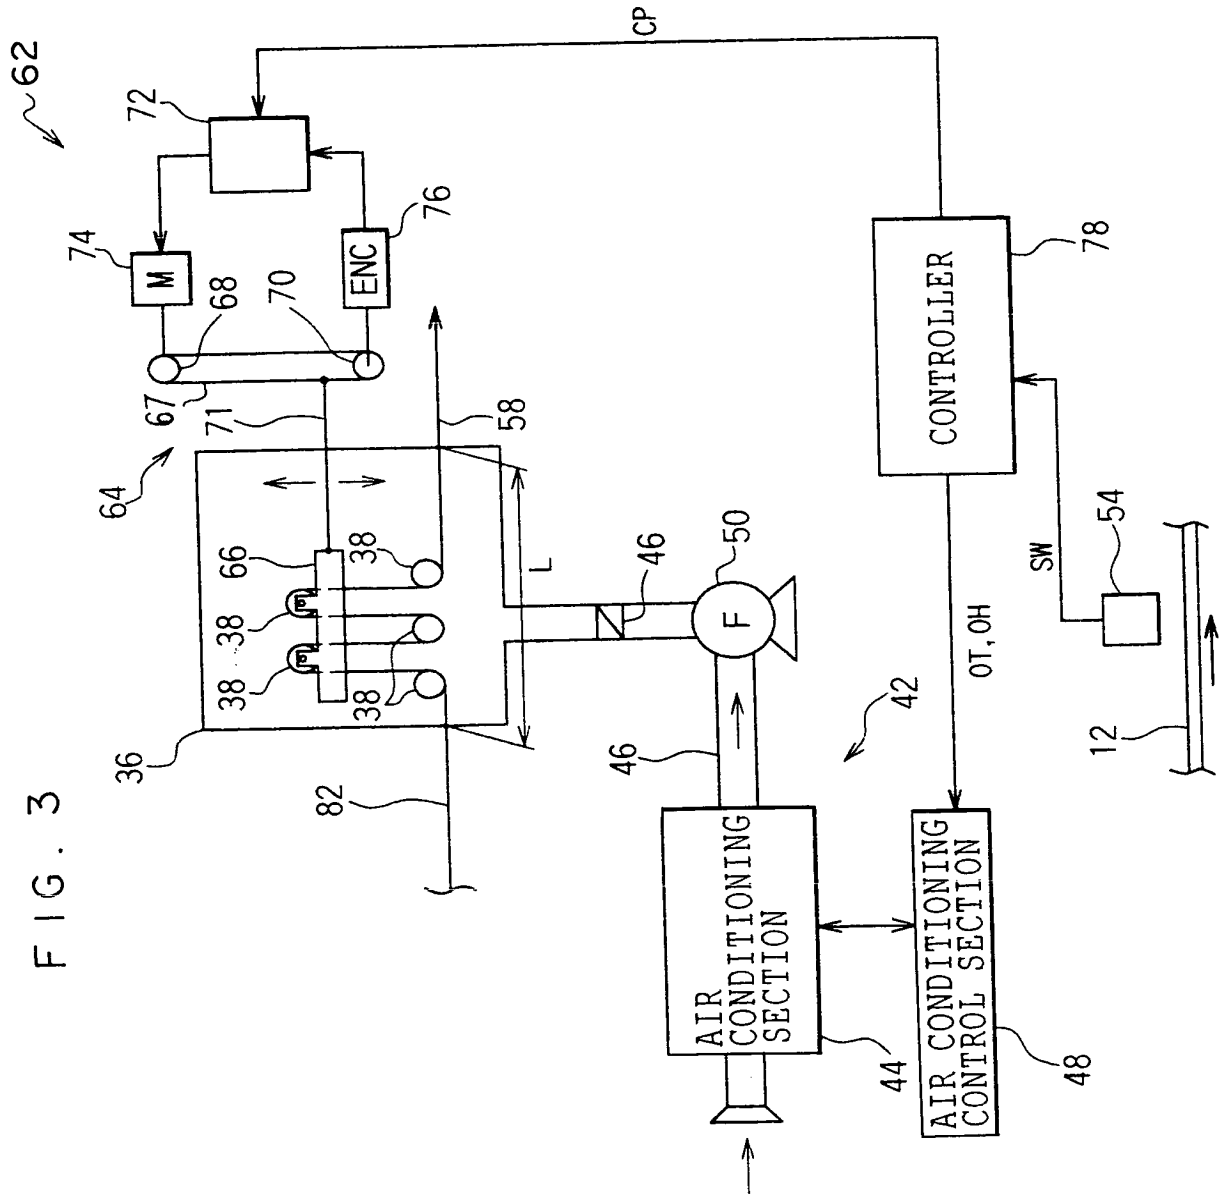 FIG. 3
62
72
CP
74
M
68
70
ENC
76
67
71
64
58
66
38
38
38
38
36
L
82
46
50
F
46
42
CONTROLLER
78
SW
54
OT, OH
12
AIR
CONDITIONING
SECTION
44
AIR CONDITIONING
CONTROL SECTION
48